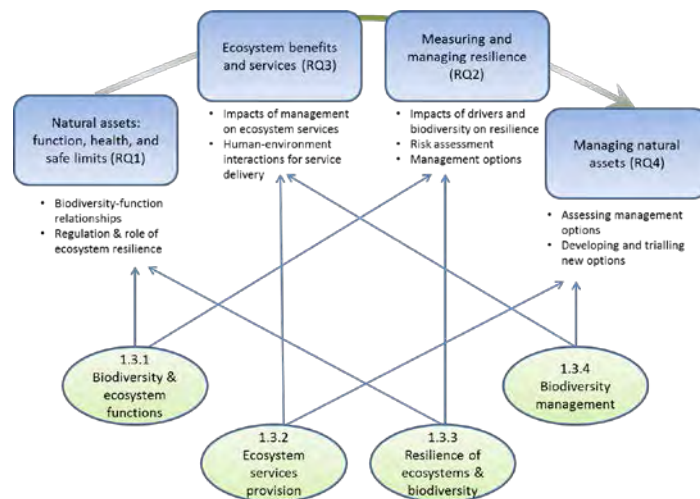 Ecosystem benefits
and services (RQ3)
Measuring and
managing resilience
(RQ2)
Natural assets:
function, health, and
safe limits (RQ1)
Managing natural
assets (RQ4)
• Impacts of management
on ecosystem services
• Human-environment
interactions for service
delivery
• Impacts of drivers and
biodiversity on resilience
• Risk assessment
• Management options
• Biodiversity-function
relationships
• Regulation & role of
ecosystem resilience
• Assessing management
options
• Developing and trialling
new options
1.3.1
Biodiversity &
ecosystem
functions
1.3.2
Ecosystem
services
provision
1.3.3
Resilience of
ecosystems &
biodiversity
1.3.4
Biodiversity
management